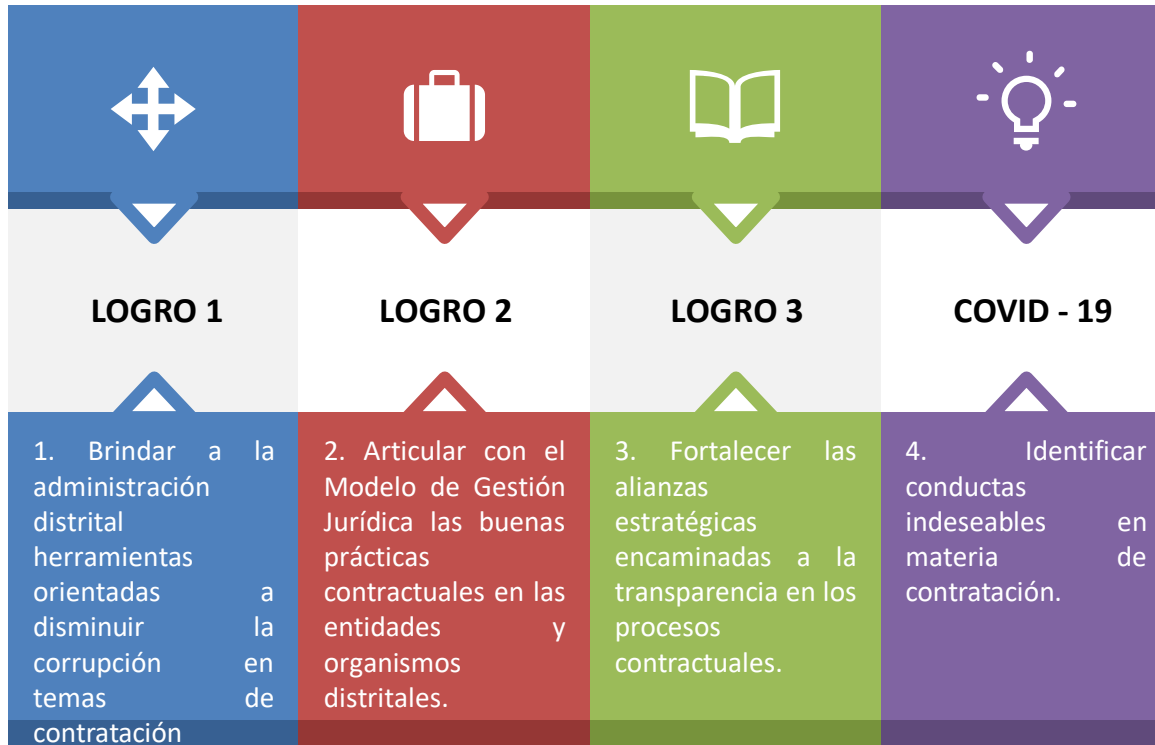 LOGRO 1
LOGRO 2
LOGRO 3
COVID - 19
1. Brindar a la
administración
distrital
herramientas
orientadas a
disminuir la
corrupción en
temas de
contratación
2. Articular con el
Modelo de Gestión
Jurídica las buenas
prácticas
contractuales en las
entidades y
organismos
distritales.
3. Fortalecer las
alianzas
estratégicas
encaminadas a la
transparencia en los
procesos
contractuales.
4. Identificar
conductas
indeseables en
materia de
contratación.